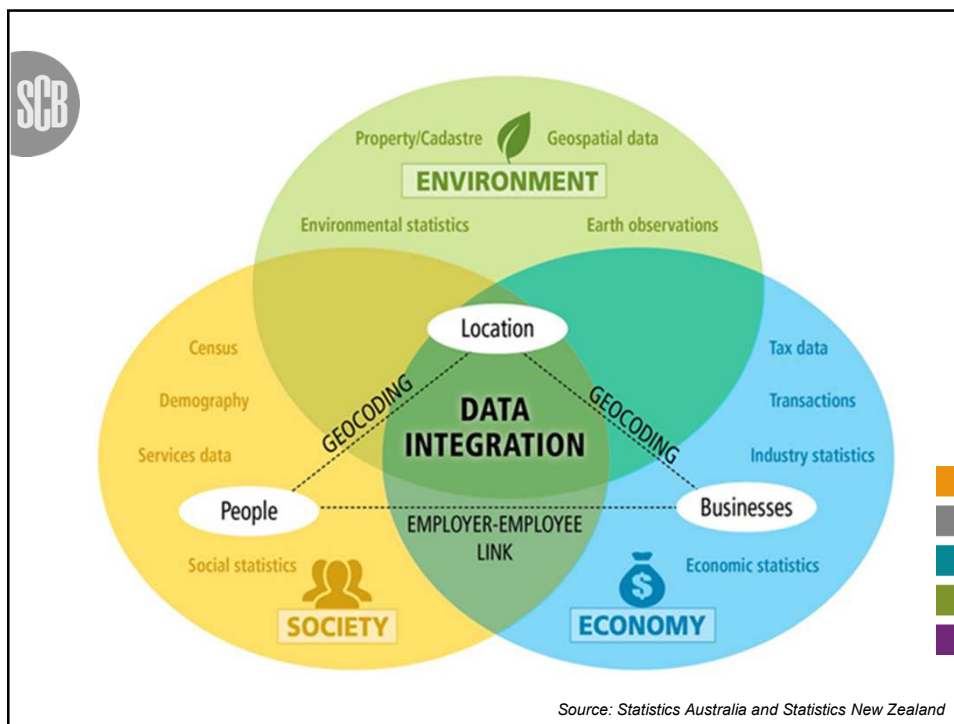 SCB
Property/Cadastre
Geospatial data
ENVIRONMENT
Environmental statistics
Earth observations
Location
Census
Tax data
Demography
GEOCODING
GEOCODING
DATA
INTEGRATION
Transactions
Services data
Industry statistics
People
Businesses
EMPLOYER-EMPLOYEE
LINK
Social statistics
$
Economic statistics
SOCIETY
ECONOMY
Source: Statistics Australia and Statistics New Zealand